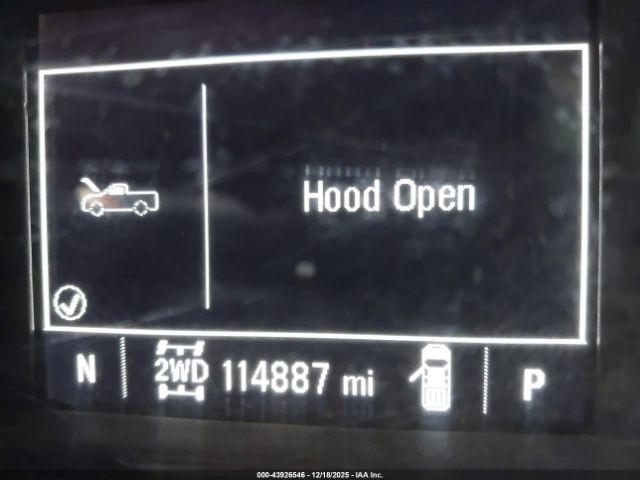 Hood Open
N 2WD 114887 mi P
000-43926546 - 12/18/2025 - IAA Inc.